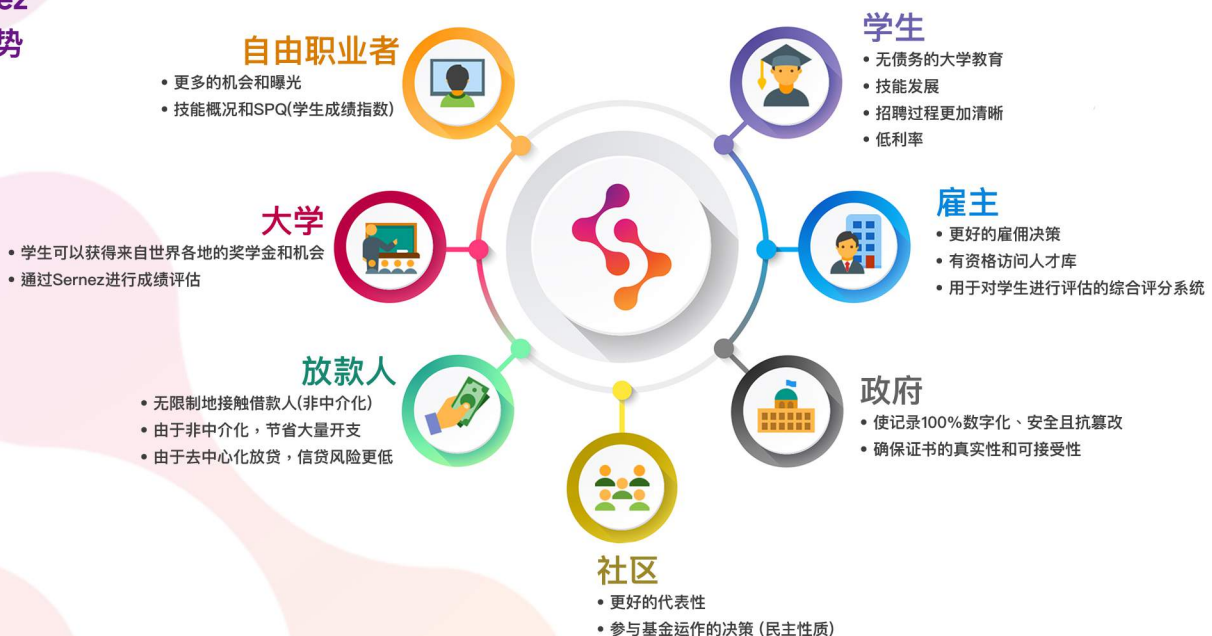 ez
势
自由职业者
• 更多的机会和曝光
• 技能概况和SPQ(学生成绩指数)
学生
• 无债务的大学教育
• 技能发展
• 招聘过程更加清晰
• 低利率
大学
• 学生可以获得来自世界各地的奖学金和机会
• 通过Sernez进行成绩评估
雇主
• 更好的雇佣决策
• 有资格访问人才库
• 用于对学生进行评估的综合评分系统
放款人
• 无限制地接触借款人(非中介化)
• 由于非中介化，节省大量开支
• 由于去中心化放贷，信贷风险更低
政府
• 使记录100%数字化、安全且抗篡改
• 确保证书的真实性和可接受性
社区
• 更好的代表性
• 参与基金运作的决策 (民主性质)